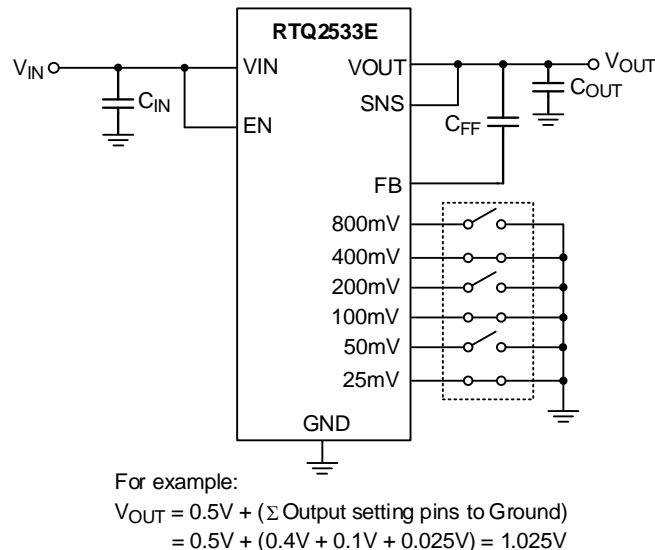 RTQ2533E
VIN
VIN
VOUT
VOUT
CIN
EN
SNS
COUT
CFF
FB
800mV
400mV
200mV
100mV
50mV
25mV
GND
For example:
VOUT = 0.5V + (Σ Output setting pins to Ground)
= 0.5V + (0.4V + 0.1V + 0.025V) = 1.025V